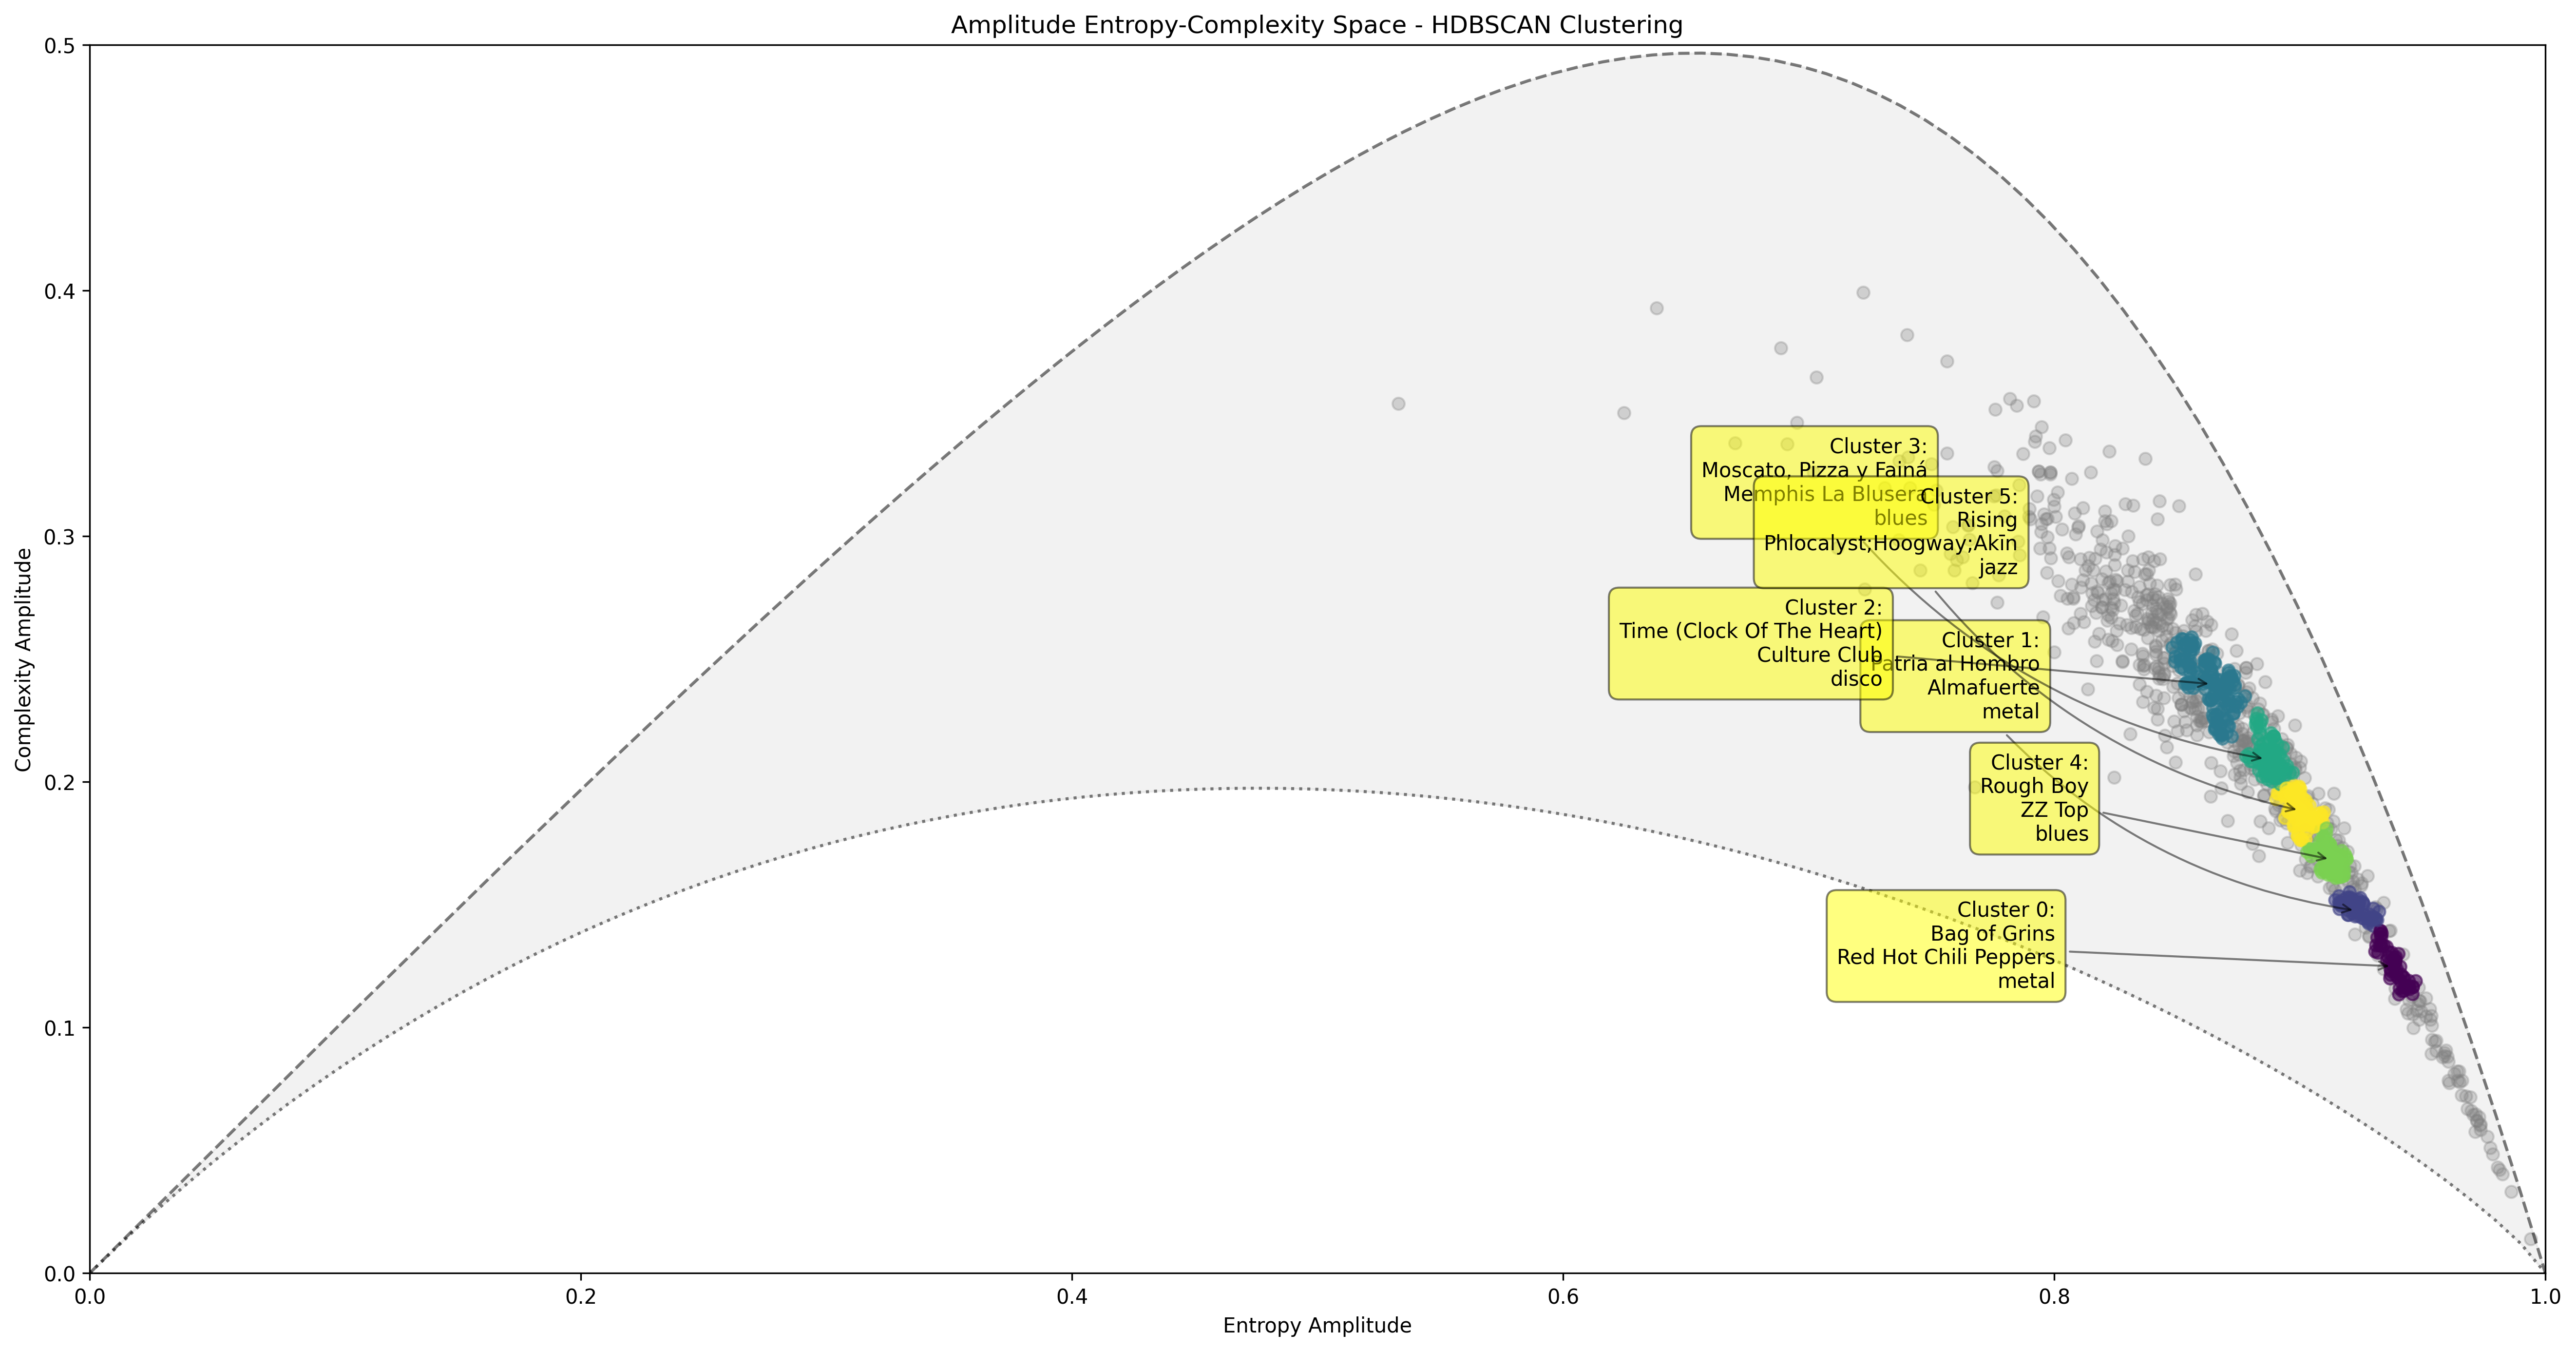 Amplitude Entropy-Complexity Space - HDBSCAN Clustering
Complexity Amplitude
0.5
0.4
0.3
0.2
0.1
0.0
Cluster 3:
Moscato, Pizza y Fainá
Memphis La Blusera
blues
Cluster 5:
Rising
Phlocalyst;Hoogway;Akīn
jazz
Cluster 2:
Time (Clock Of The Heart)
Culture Club
disco
Cluster 1:
Patria al Hombro
Almafuerte
metal
Cluster 4:
Rough Boy
ZZ Top
blues
Cluster 0:
Bag of Grins
Red Hot Chili Peppers
metal
0.0
0.2
0.4
0.6
0.8
1.0
Entropy Amplitude